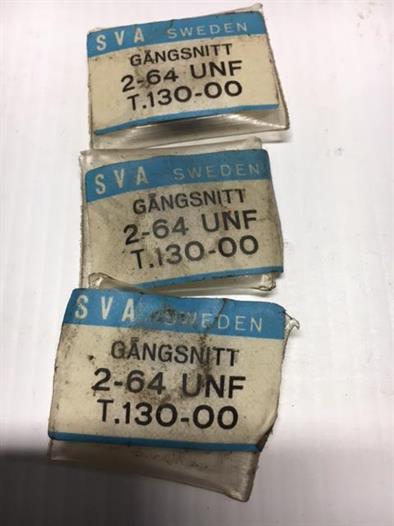 SVA SWEDEN
GÄNGSNITT
2-64 UNF
T.130-00
SVA SWEDEN
GÄNGSNITT
2-64 UNF
T.130-00
SVA SWEDEN
GÄNGSNITT
2-64 UNF
T.130-00